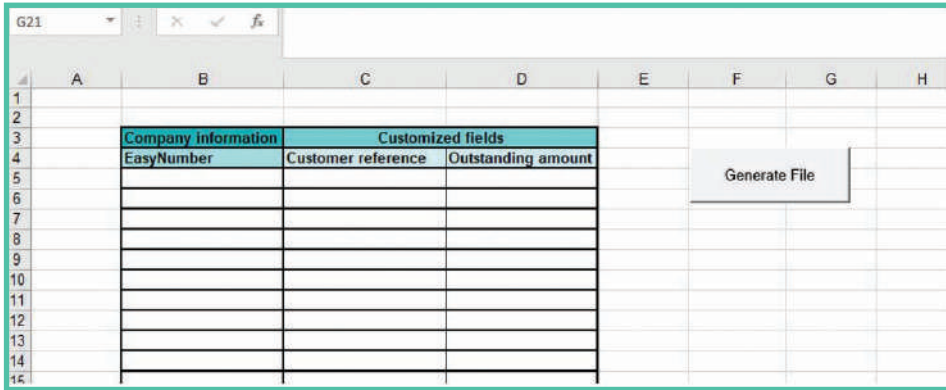 G21 fx
A B C D E F G H
1
2
3 Company information Customized fields
4 EasyNumber Customer reference Outstanding amount
5 Generate File
6
7
8
9
10
11
12
13
14
15